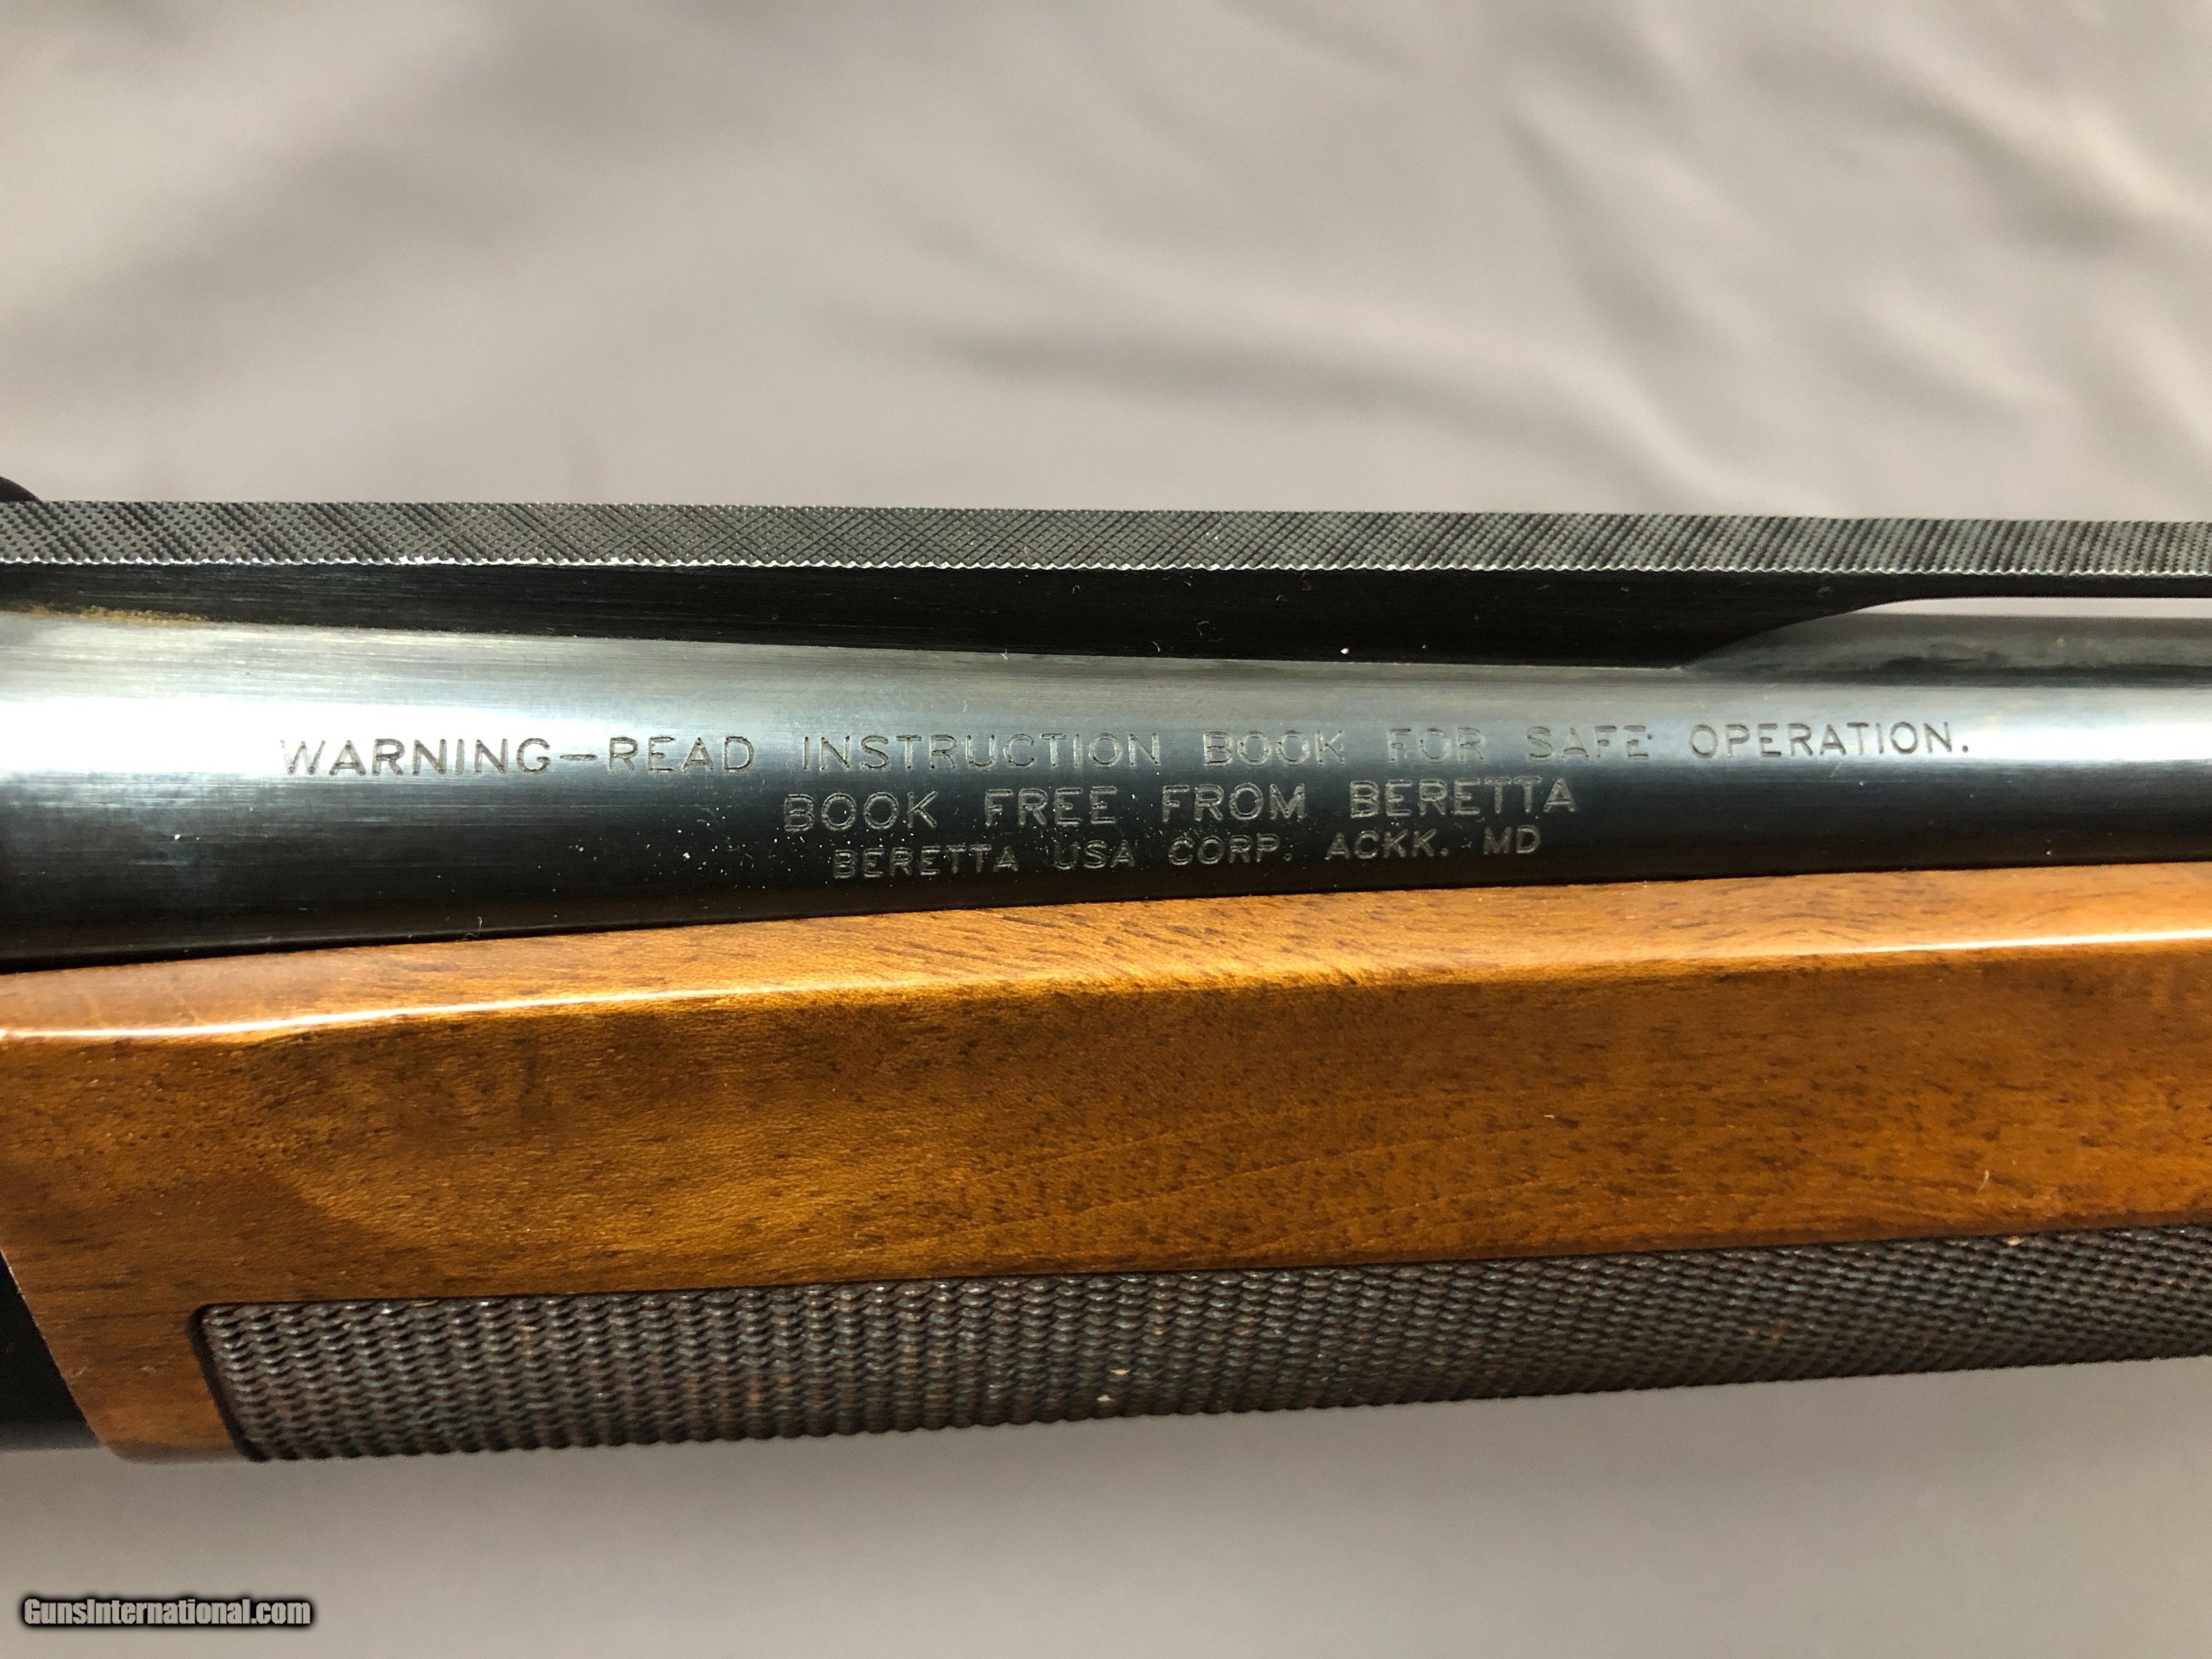 WARNING-READ INSTRUCTION BOOK FOR SAFE OPERATION.
BOOK FREE FROM BERETTA
BERETTA USA CORP. ACKK. MD
GunsInternational.com